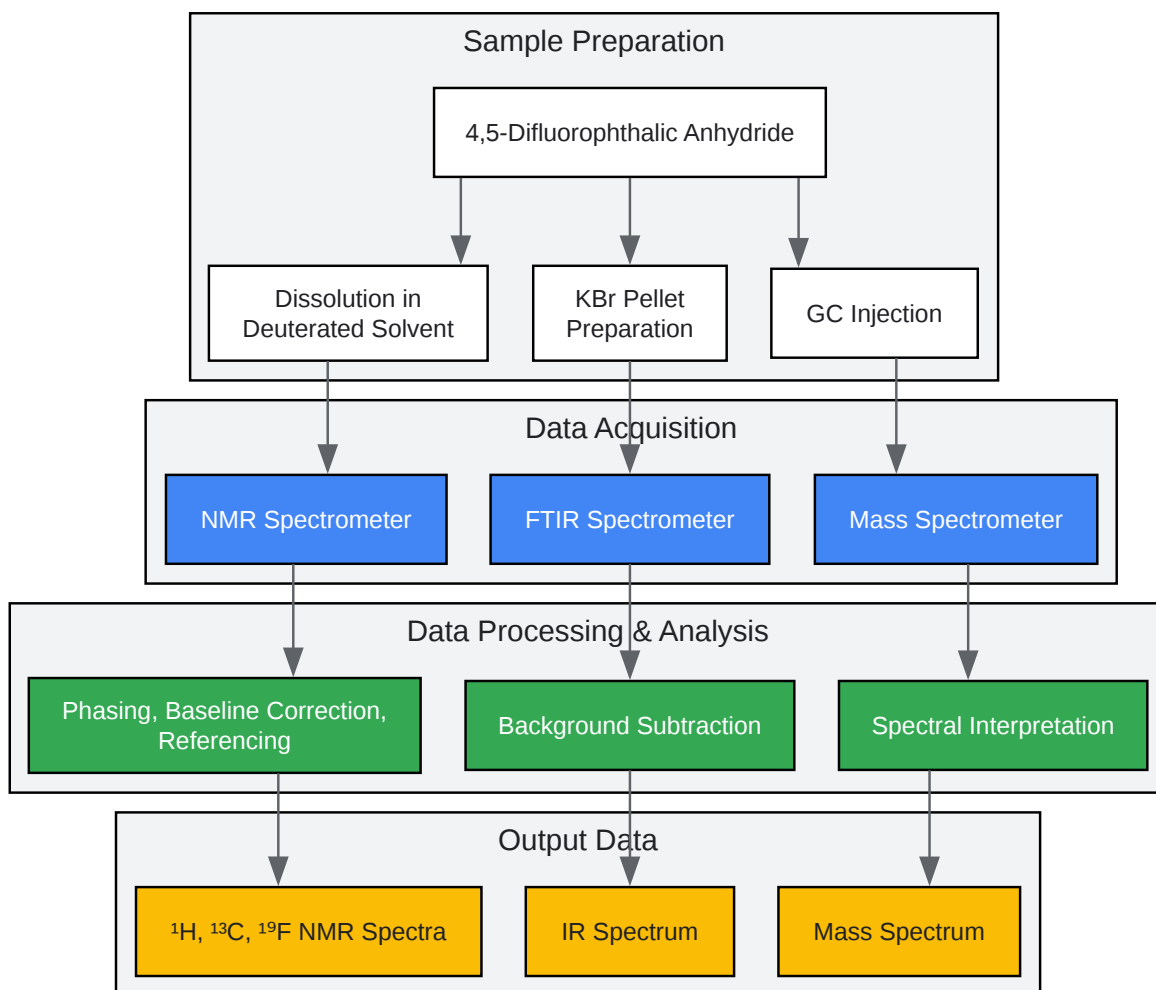 Sample Preparation
4,5-Difluorophthalic Anhydride
Dissolution in
Deuterated Solvent
KBr Pellet
Preparation
GC Injection
Data Acquisition
NMR Spectrometer
FTIR Spectrometer
Mass Spectrometer
Data Processing & Analysis
Phasing, Baseline Correction,
Referencing
Background Subtraction
Spectral Interpretation
Output Data
¹H, ¹³C, ¹⁹F NMR Spectra
IR Spectrum
Mass Spectrum